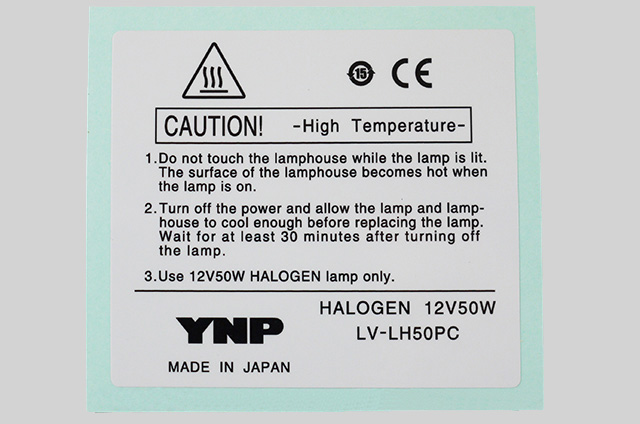 15 CE
CAUTION! -High Temperature-
1.Do not touch the lamphouse while the lamp is lit.
The surface of the lamphouse becomes hot when
the lamp is on.
2.Turn off the power and allow the lamp and lamp-
house to cool enough before replacing the lamp.
Wait for at least 30 minutes after turning off
the lamp.
3.Use 12V50W HALOGEN lamp only.
HALOGEN 12V50W
YNP LV-LH50PC
MADE IN JAPAN